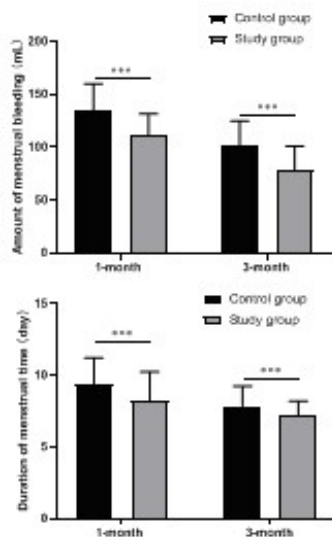 Control group
Study group
Amount of menstrual bleeding (mL)
200
150
100
50
0
***
***
1-month
3-month
Control group
Study group
Duration of menstrual time (day)
15
10
5
0
***
***
1-month
3-month